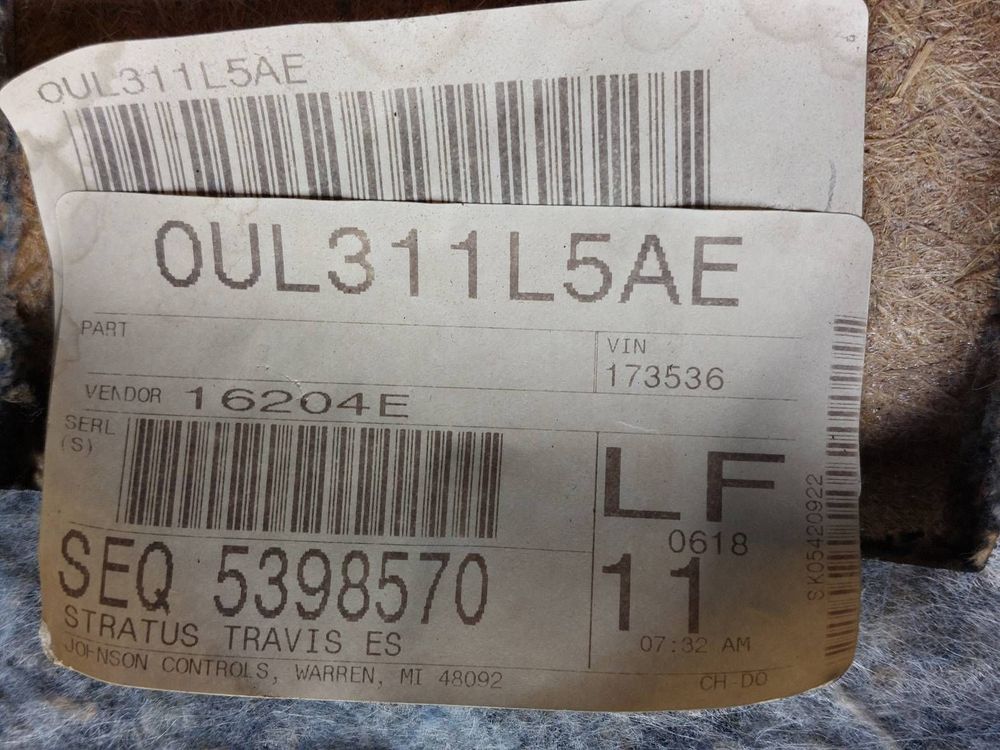 0UL311L5AE
0UL311L5AE
PART
VIN
173536
VENDOR 16204E
SERL
(S)
LF
0618
SEQ 5398570
11
STRATUS TRAVIS ES
07:32 AM
JOHNSON CONTROLS, WARREN, MI 48092
CH-DO
SK05420922